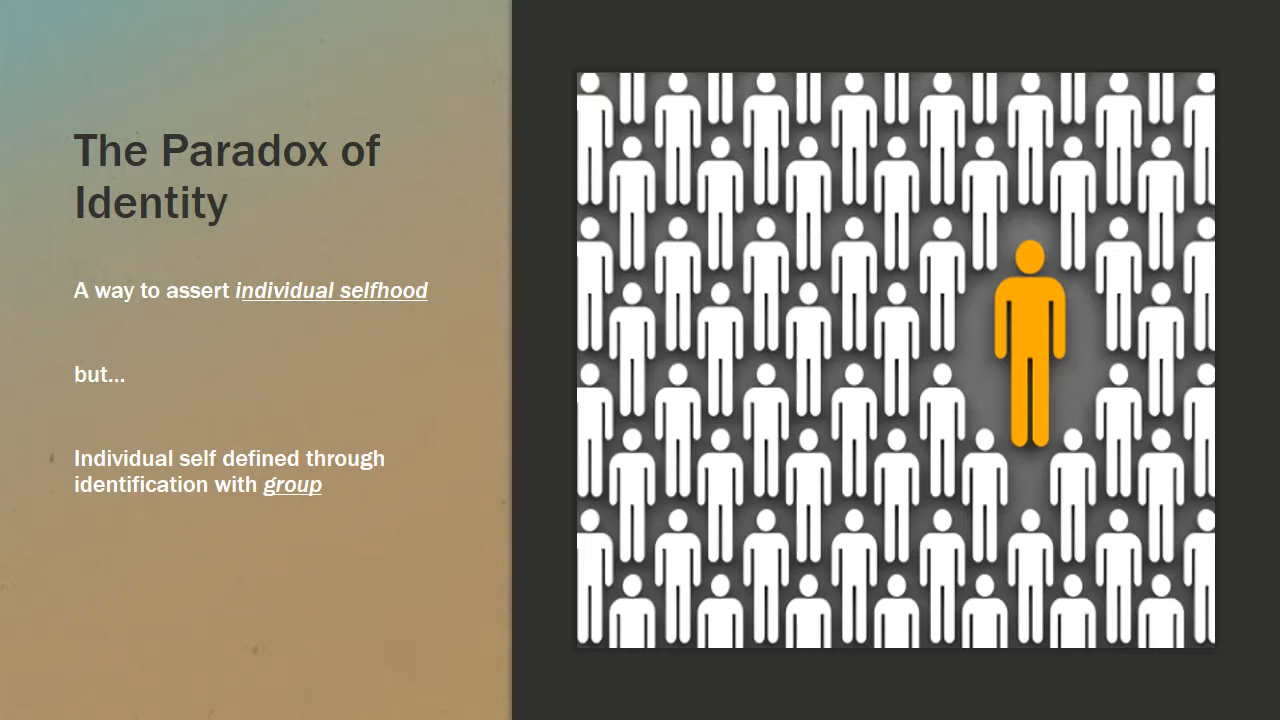 The Paradox of
Identity
A way to assert individual selfhood
but...
Individual self defined through
identification with group